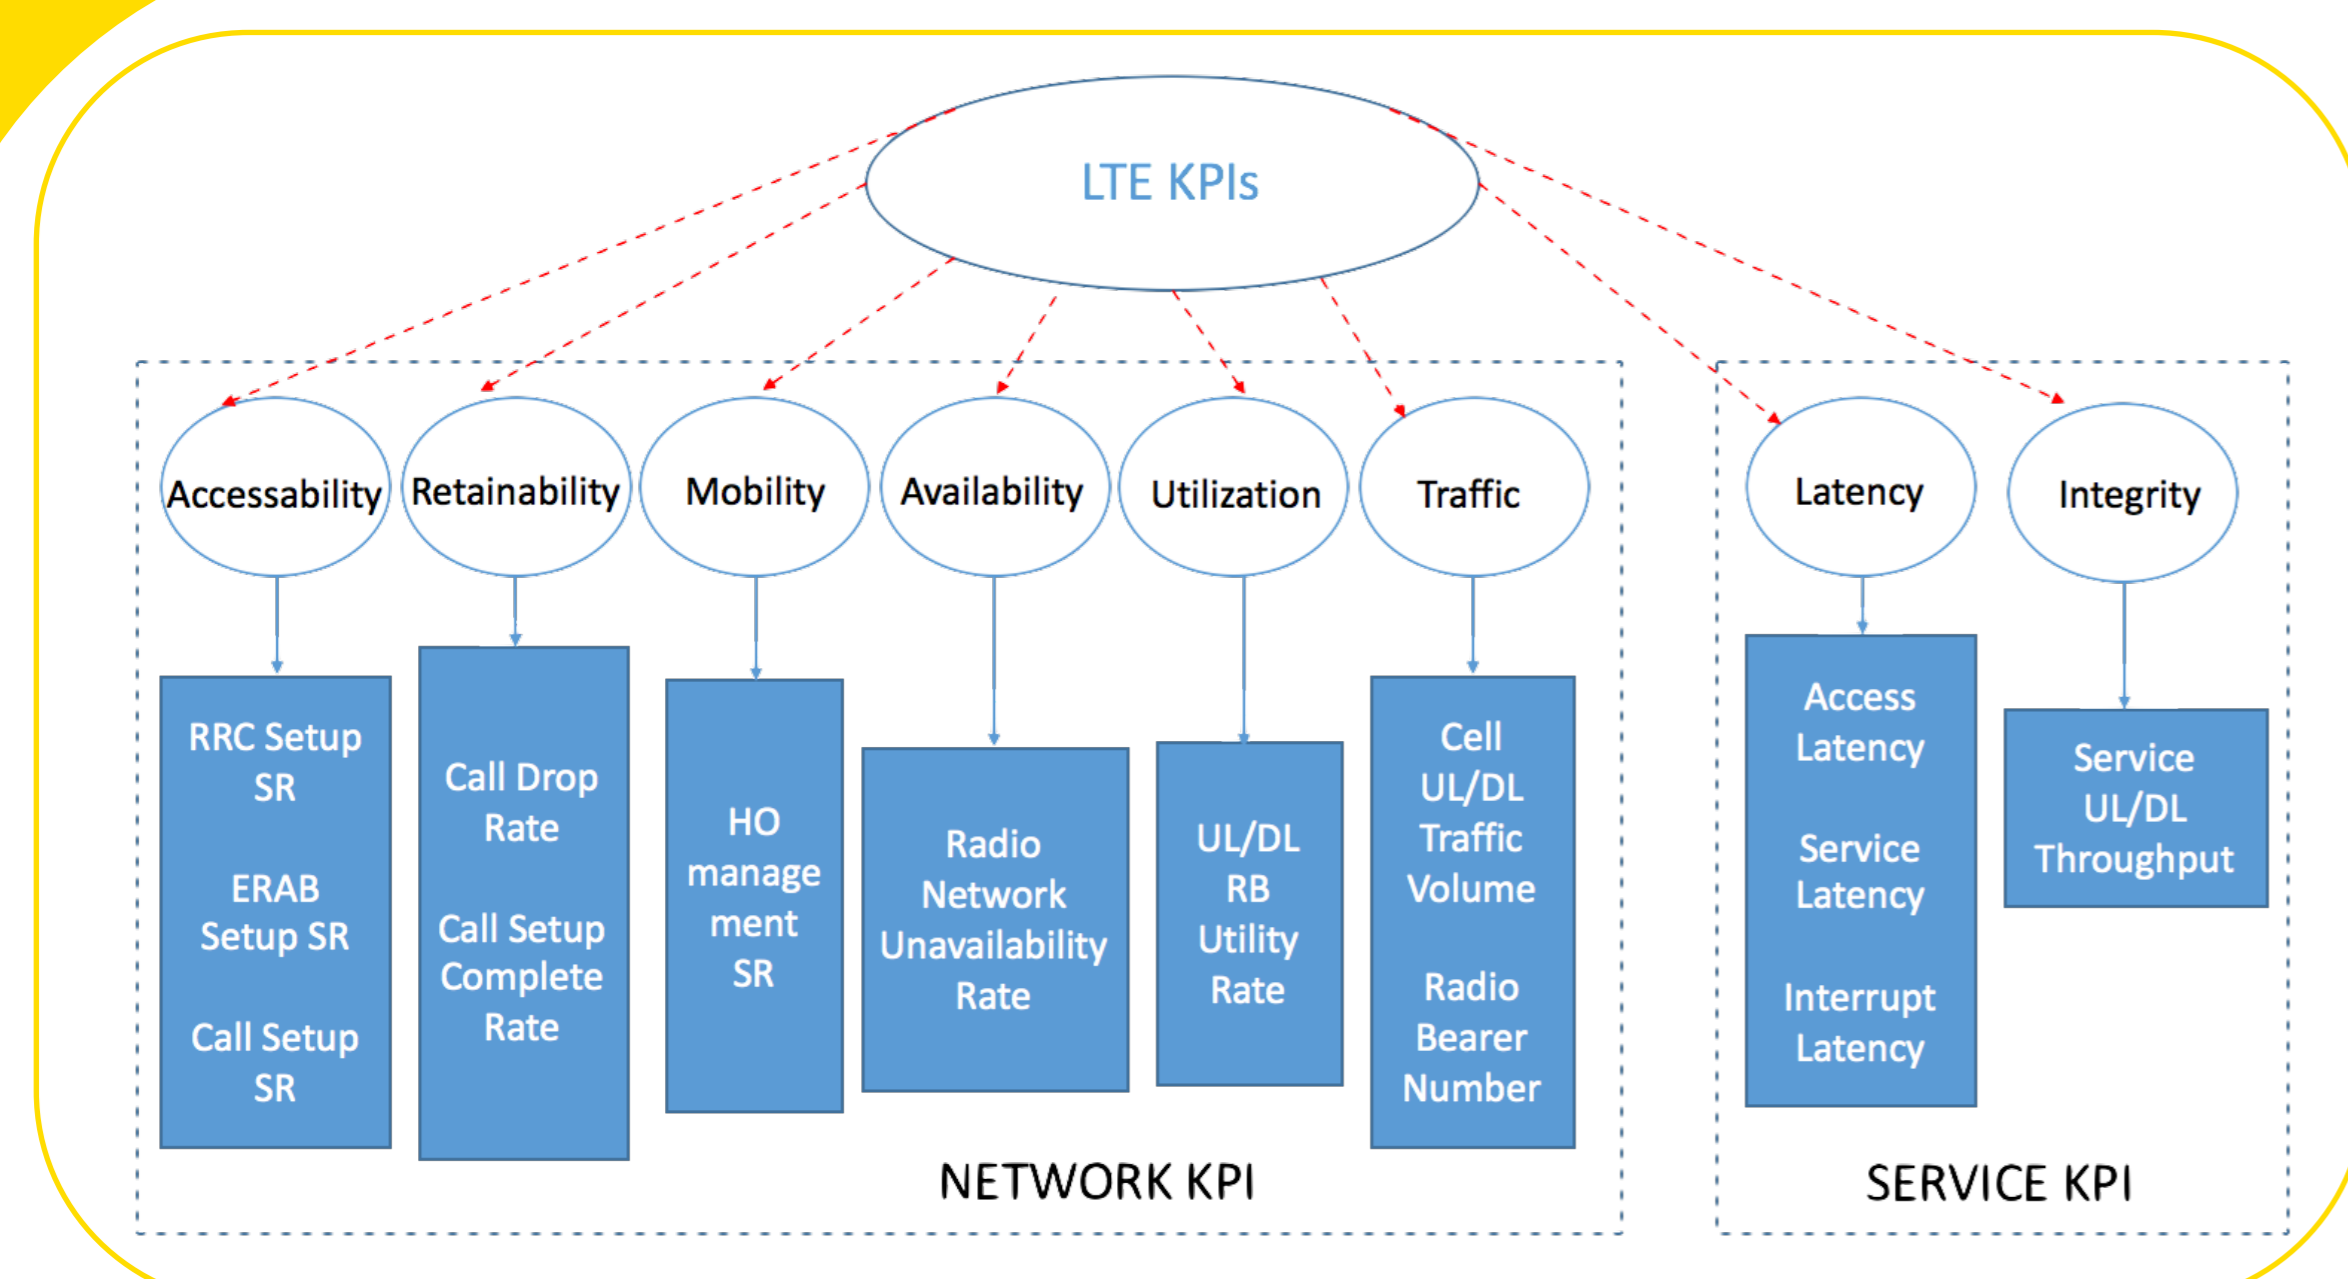 LTE KPIs
Accessability
Retainability
Mobility
Availability
Utilization
Traffic
Latency
Integrity
RRC Setup
SR
ERAB
Setup SR
Call Setup
SR
Call Drop
Rate
Call Setup
Complete
Rate
HO
manage
ment
SR
Radio
Network
Unavailability
Rate
UL/DL
RB
Utility
Rate
Cell
UL/DL
Traffic
Volume
Radio
Bearer
Number
Access
Latency
Service
Latency
Interrupt
Latency
Service
UL/DL
Throughput
NETWORK KPI
SERVICE KPI